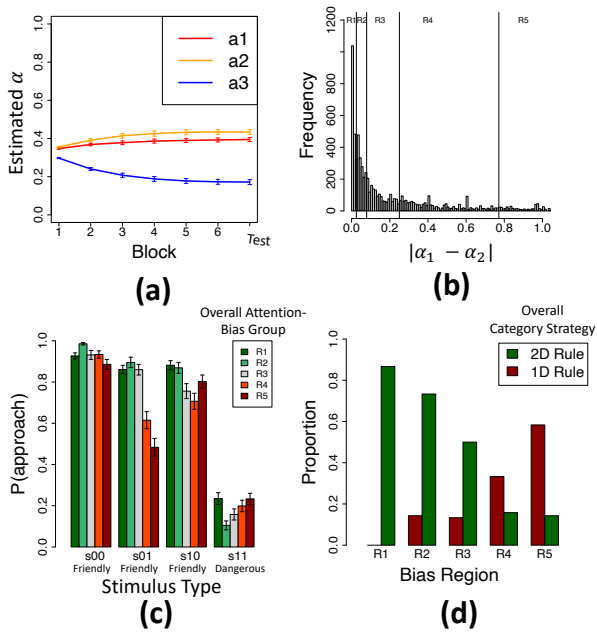 Estimated α
0.0 0.2 0.4 0.6 0.8 1.0
a1
a2
a3
1 2 3 4 5 6 Test
Block
(a)
R1 R2 R3 R4 R5
Frequency
0 200 600 1200
0.0 0.2 0.4 0.6 0.8 1.0
|α₁ − α₂|
(b)
Overall Attention-
Bias Group
R1
R2
R3
R4
R5
P(approach)
0.0 0.2 0.4 0.6 0.8 1.0
s00 s01 s10 s11
Friendly Friendly Friendly Dangerous
Stimulus Type
(c)
Overall
Category Strategy
2D Rule
1D Rule
Proportion
0.0 0.2 0.4 0.6 0.8 1.0
R1 R2 R3 R4 R5
Bias Region
(d)